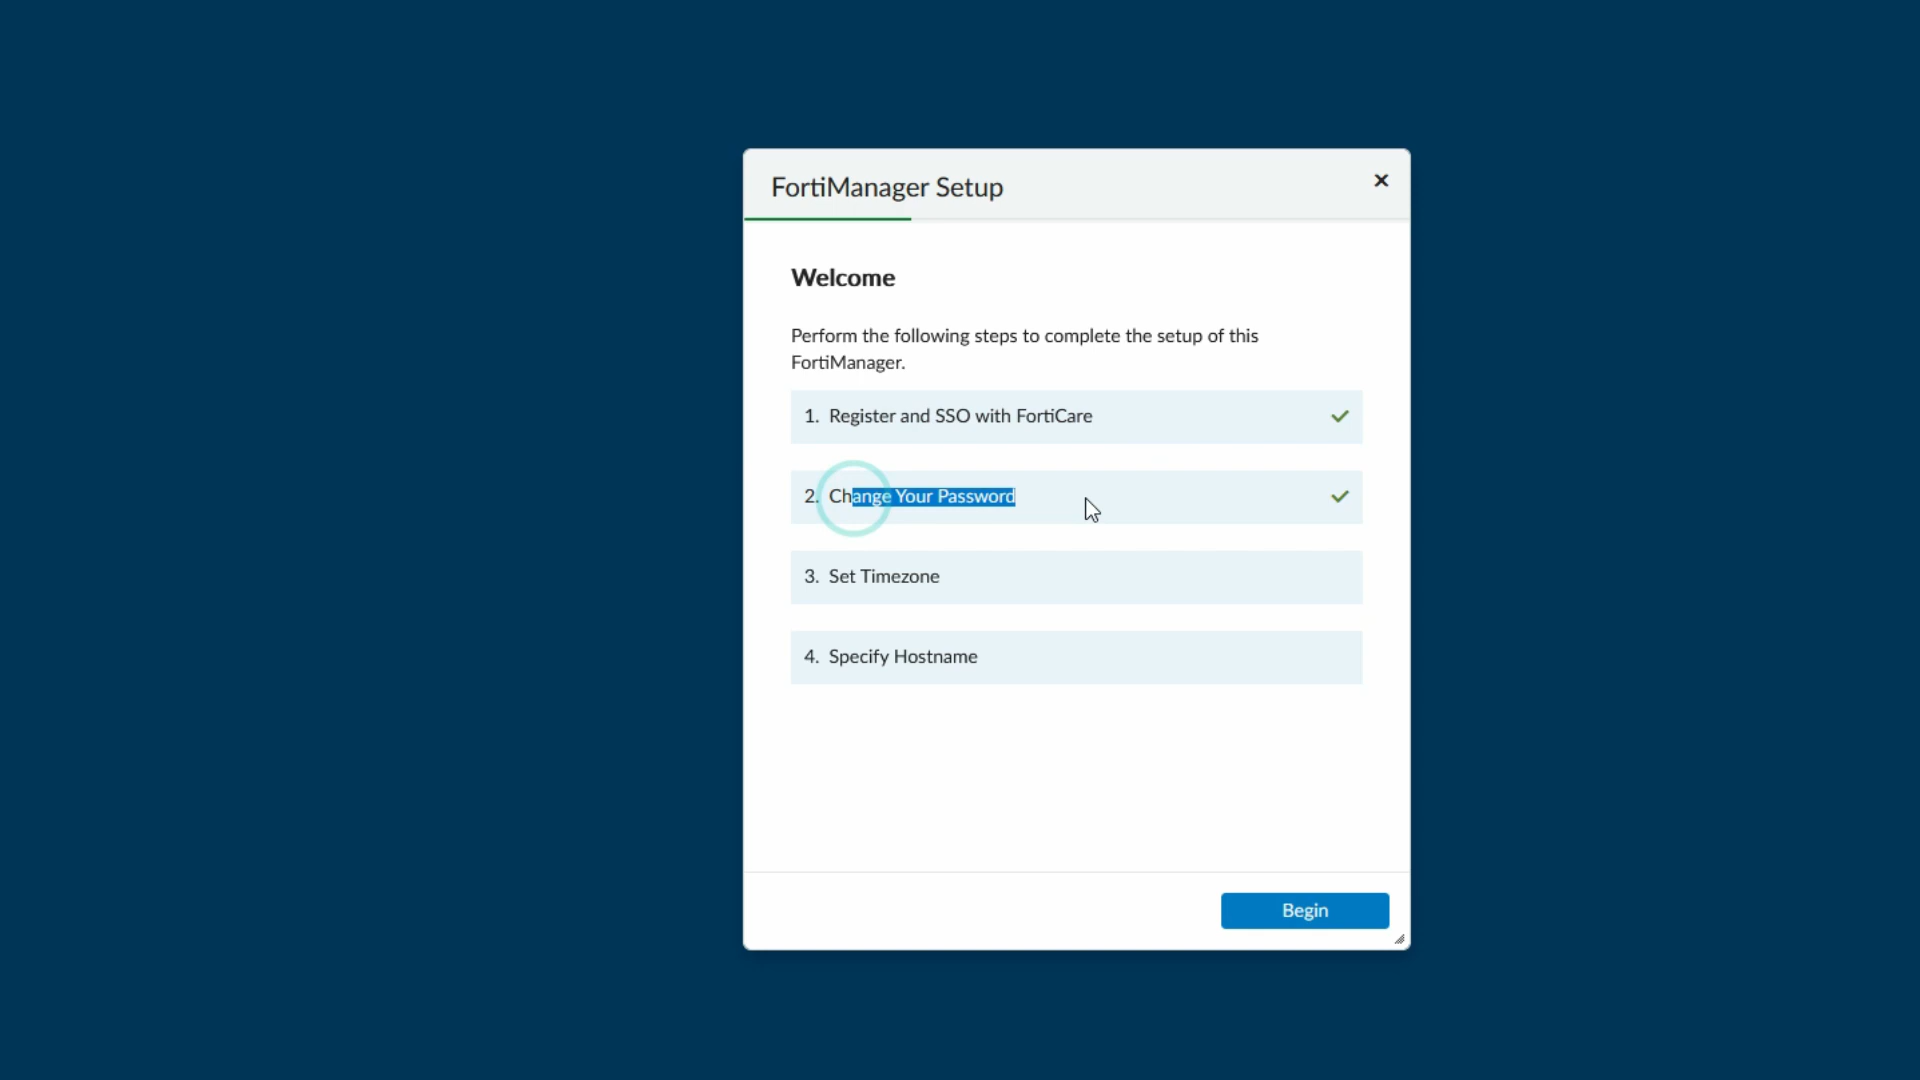 FortiManager Setup
Welcome
Perform the following steps to complete the setup of this
FortiManager.
1. Register and SSO with FortiCare
2. Change Your Password
3. Set Timezone
4. Specify Hostname
Begin